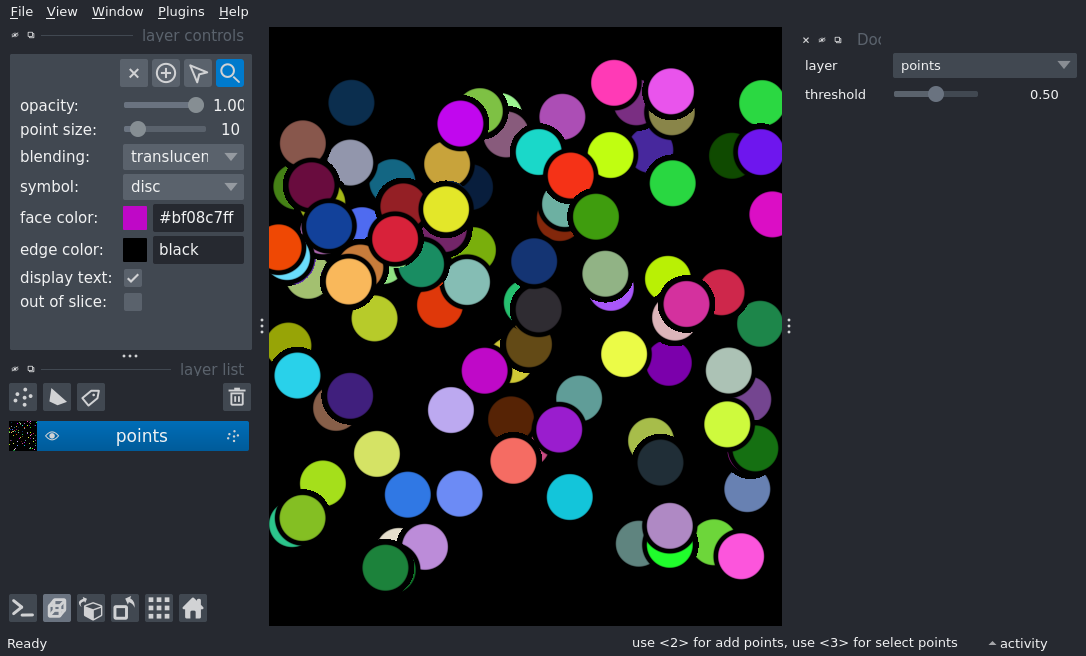 File View Window Plugins Help
layer controls
opacity: 1.00
point size: 10
blending: translucen
symbol: disc
face color: #bf08c7ff
edge color: black
display text:
out of slice:
layer list
points
Doc
layer points
threshold 0.50
Ready
use <2> for add points, use <3> for select points
activity